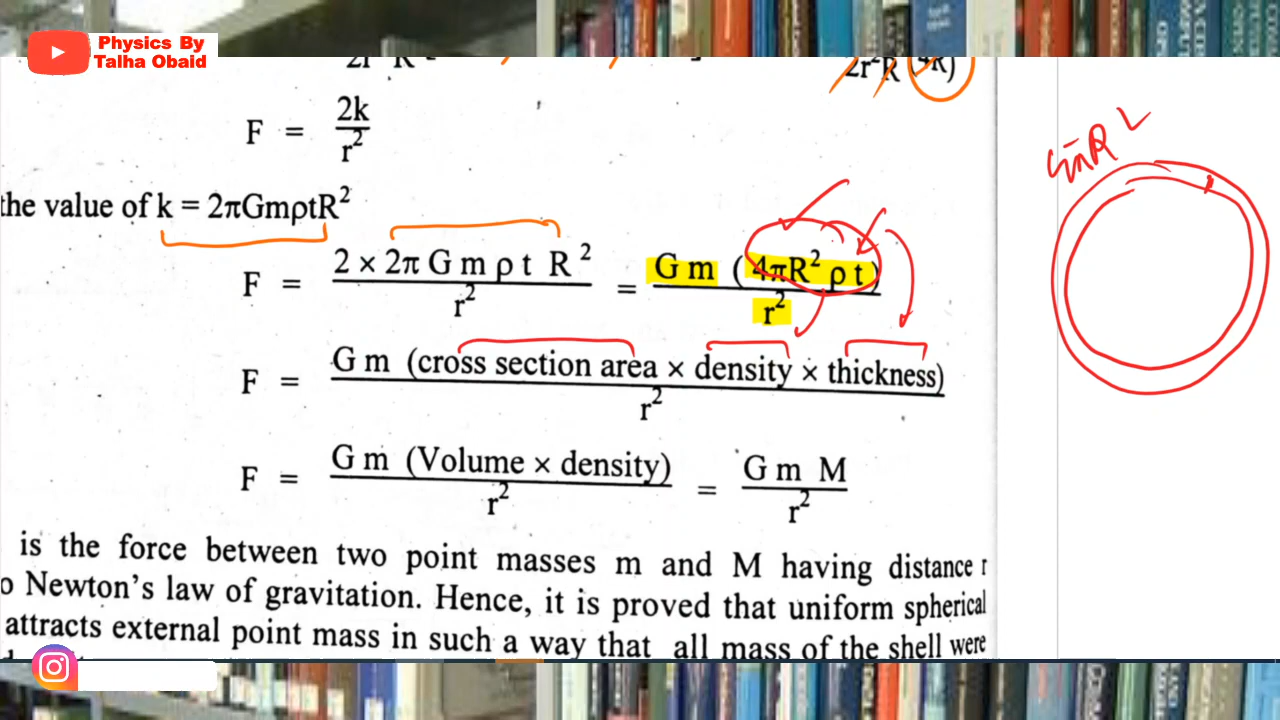 Physics By
Talha Obaid
2r²R (4R)
F = 2k / r²
the value of k = 2πGmρtR²
4πR²
F = 2 × 2π G m ρ t R² / r² = G m (4πR² ρ t) / r²
F = G m (cross section area × density × thickness) / r²
F = G m (Volume × density) / r² = G m M / r²
is the force between two point masses m and M having distance r
o Newton's law of gravitation. Hence, it is proved that uniform spherical
attracts external point mass in such a way that all mass of the shell were